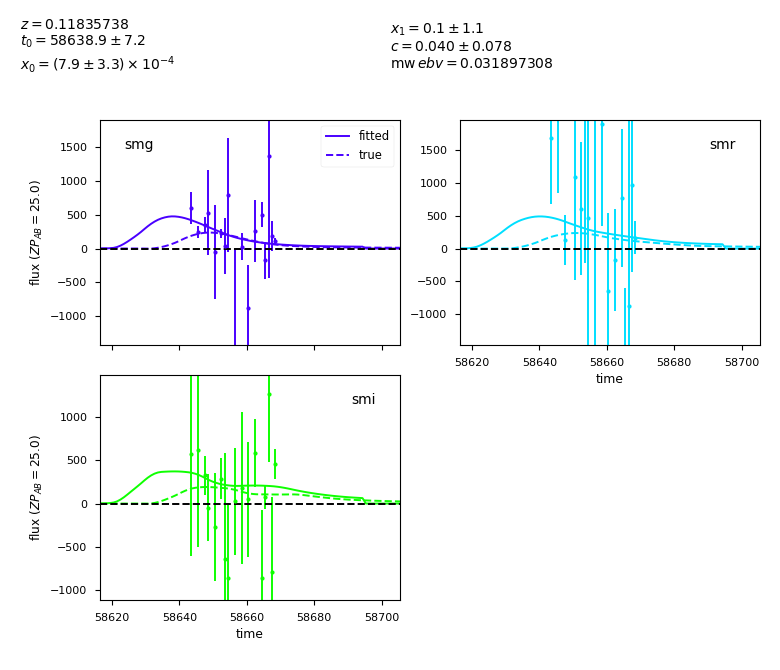 z = 0.11835738
t₀ = 58638.9 ± 7.2
x₀ = (7.9 ± 3.3) × 10⁻⁴
x₁ = 0.1 ± 1.1
c = 0.040 ± 0.078
mw ebv = 0.031897308
smg
fitted
true
1500
1000
500
0
−500
−1000
flux (ZP_AB = 25.0)
smr
1500
1000
500
0
−500
−1000
58620 58640 58660 58680 58700
time
smi
1000
500
0
−500
−1000
flux (ZP_AB = 25.0)
58620 58640 58660 58680 58700
time